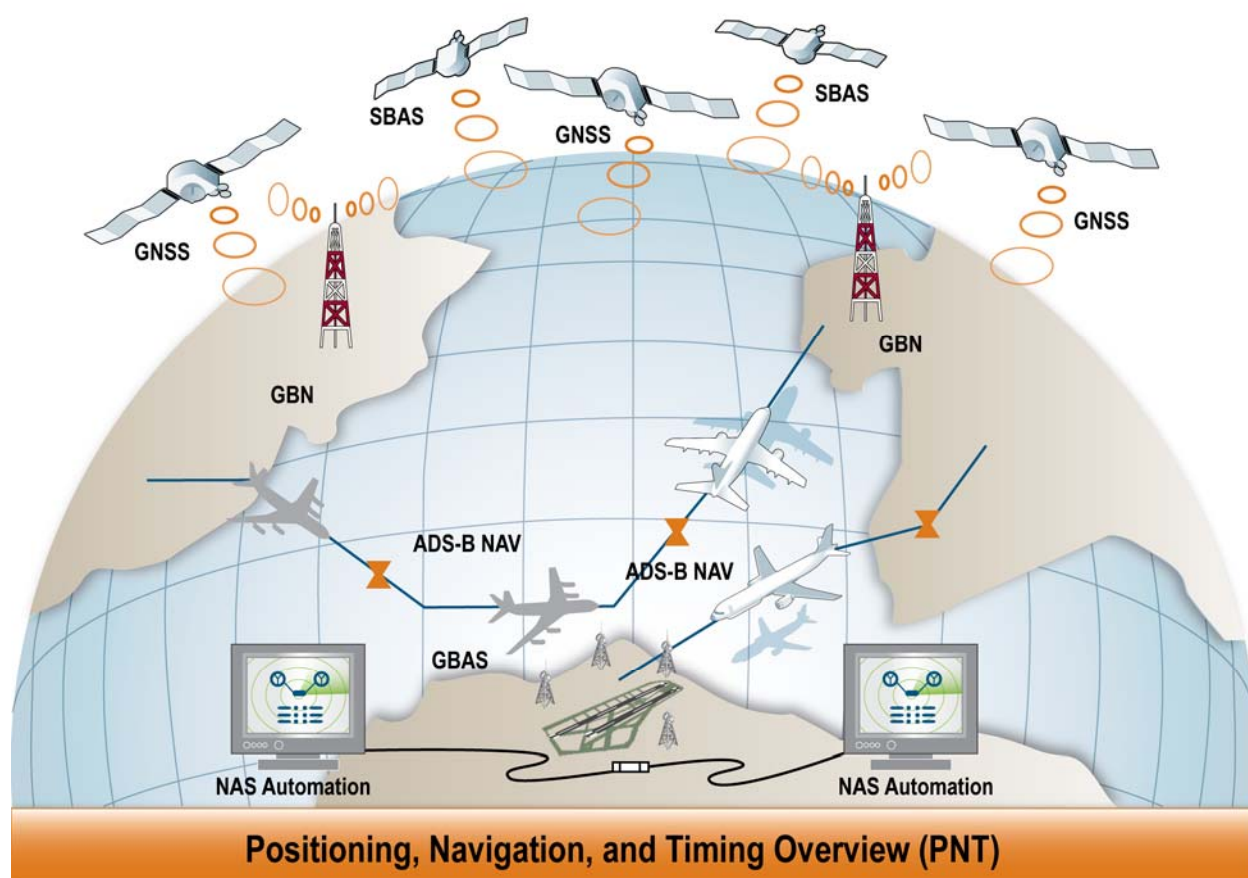 SBAS
SBAS
GNSS
GNSS
GNSS
GBN
GBN
ADS-B NAV
ADS-B NAV
GBAS
NAS Automation
NAS Automation
Positioning, Navigation, and Timing Overview (PNT)